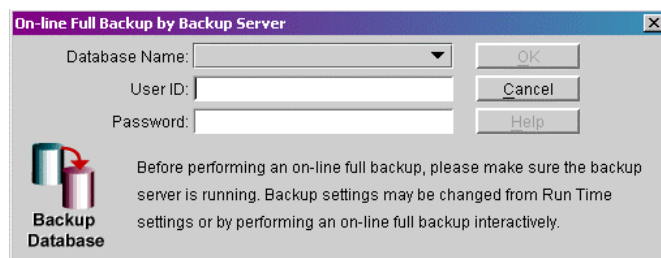 On-line Full Backup by Backup Server
Database Name: OK
User ID: Cancel
Password: Help
Before performing an on-line full backup, please make sure the backup
server is running. Backup settings may be changed from Run Time
settings or by performing an on-line full backup interactively.
Backup
Database